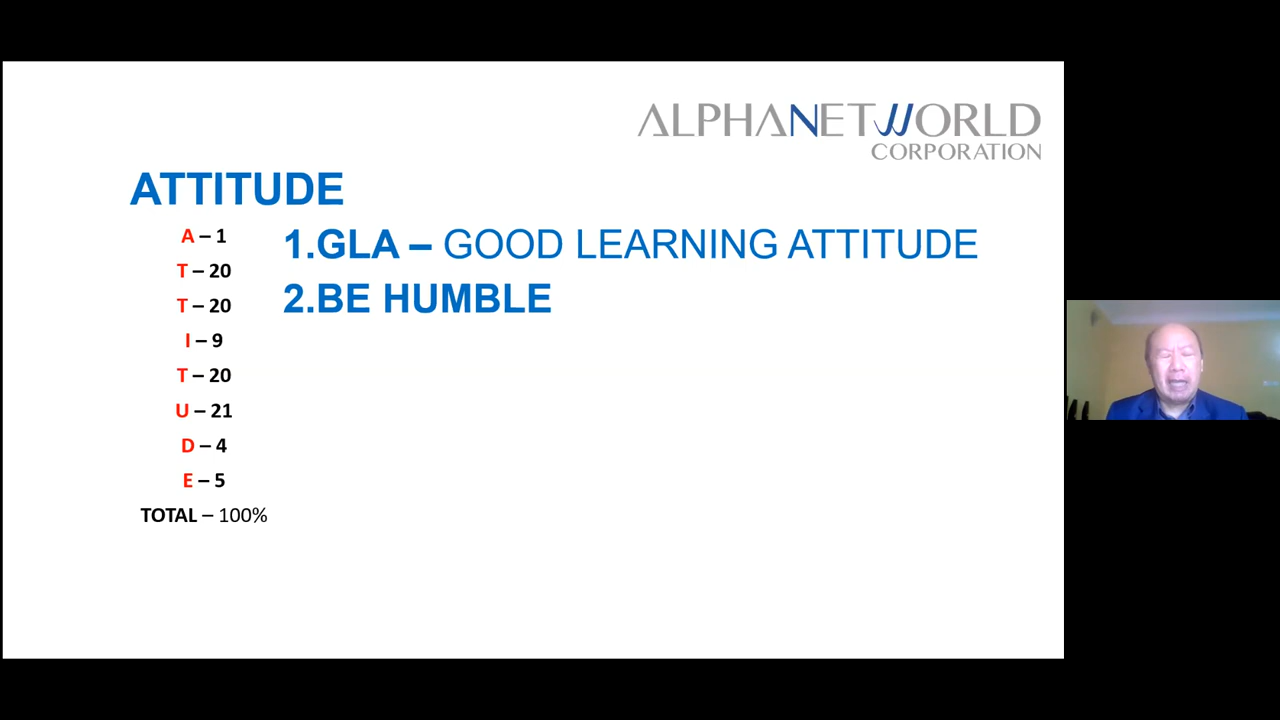 ALPHANETWORLD
CORPORATION
ATTITUDE
A – 1
T – 20
T – 20
I – 9
T – 20
U – 21
D – 4
E – 5
TOTAL – 100%
1.GLA – GOOD LEARNING ATTITUDE
2.BE HUMBLE